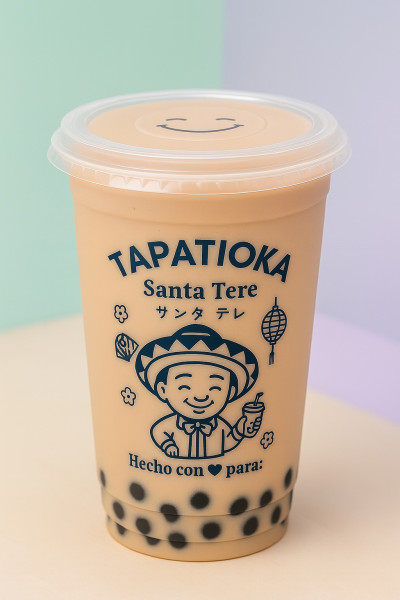 TAPATIOKA
Santa Tere
サンタ テレ
Hecho con ♥ para: